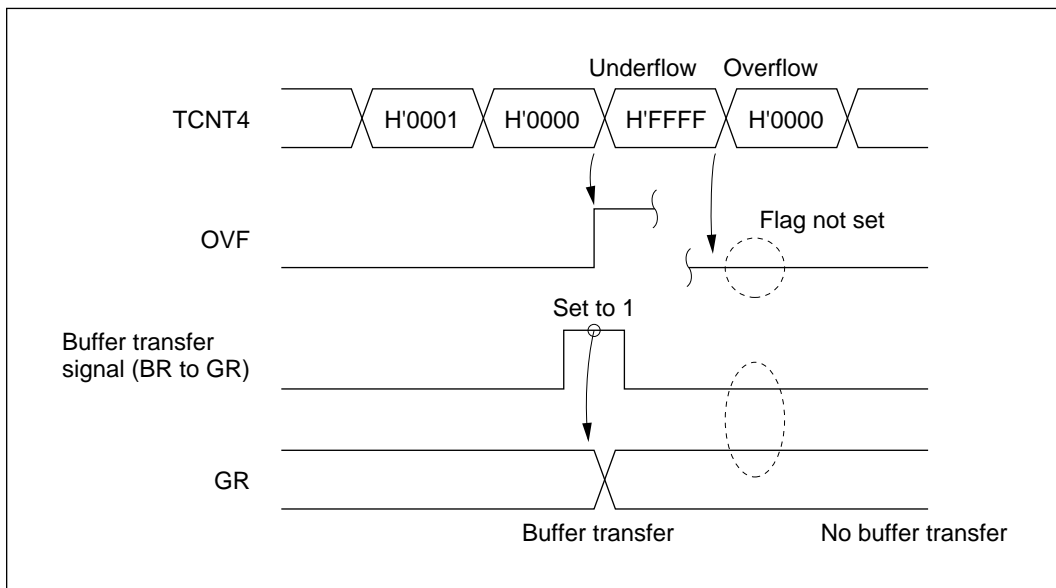 Underflow Overflow
TCNT4 H'0001 H'0000 H'FFFF H'0000
Flag not set
OVF
Set to 1
Buffer transfer
signal (BR to GR)
GR
Buffer transfer No buffer transfer